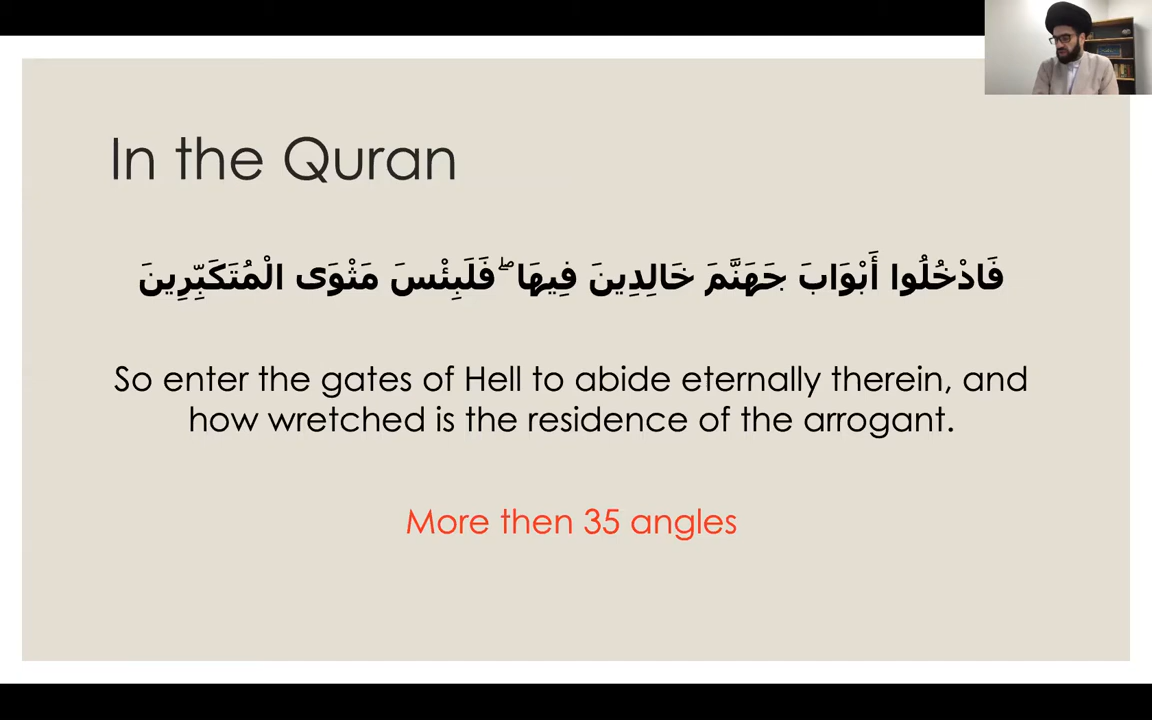 In the Quran
فَادْخُلُوا أَبْوَابَ جَهَنَّمَ خَالِدِينَ فِيهَا ۖ فَلَبِئْسَ مَثْوَى الْمُتَكَبِّرِينَ
So enter the gates of Hell to abide eternally therein, and
how wretched is the residence of the arrogant.
More then 35 angles